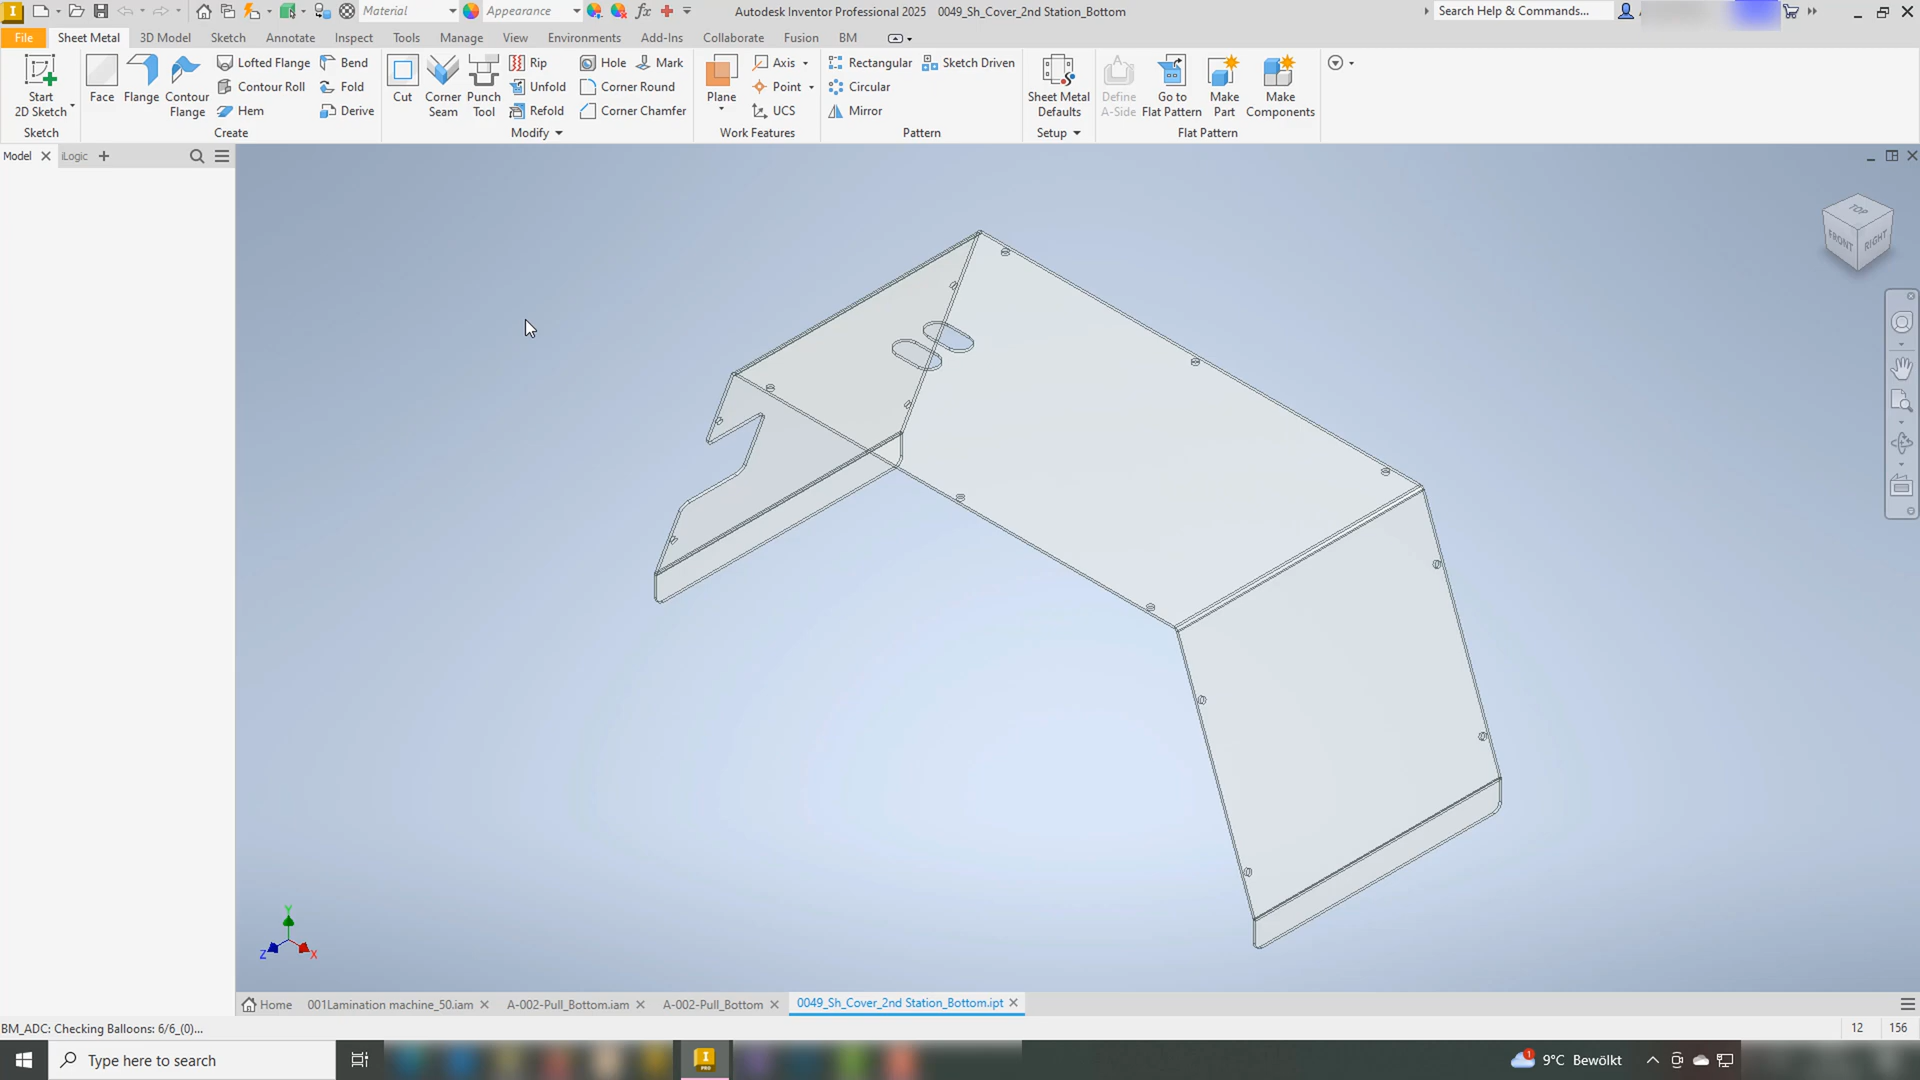 Material
Appearance
Autodesk Inventor Professional 2025 0049_Sh_Cover_2nd Station_Bottom
Search Help & Commands...
File Sheet Metal 3D Model Sketch Inspect Annotate Tools Manage View Environments Add-Ins Collaborate Fusion BM
Start
2D Sketch
Sketch
Face
Flange
Contour
Flange
Lofted Flange
Contour Roll
Hem
Bend
Fold
Derive
Create
Cut
Corner
Seam
Punch
Tool
Rip
Unfold
Refold
Hole
Mark
Corner Round
Corner Chamfer
Modify
Plane
Axis
Point
UCS
Work Features
Rectangular
Circular
Mirror
Sketch Driven
Pattern
Sheet Metal
Defaults
Setup
Define
A-Side
Go to
Flat Pattern
Make
Part
Make
Components
Flat Pattern
Model
iLogic
TOP
FRONT
RIGHT
Y
Z
X
Home
001Lamination machine_50.iam
A-002-Pull_Bottom.iam
A-002-Pull_Bottom
0049_Sh_Cover_2nd Station_Bottom.ipt
BM_ADC: Checking Balloons: 6/6_(0)...
12 156
Type here to search
I
PRO
1
9°C Bewölkt